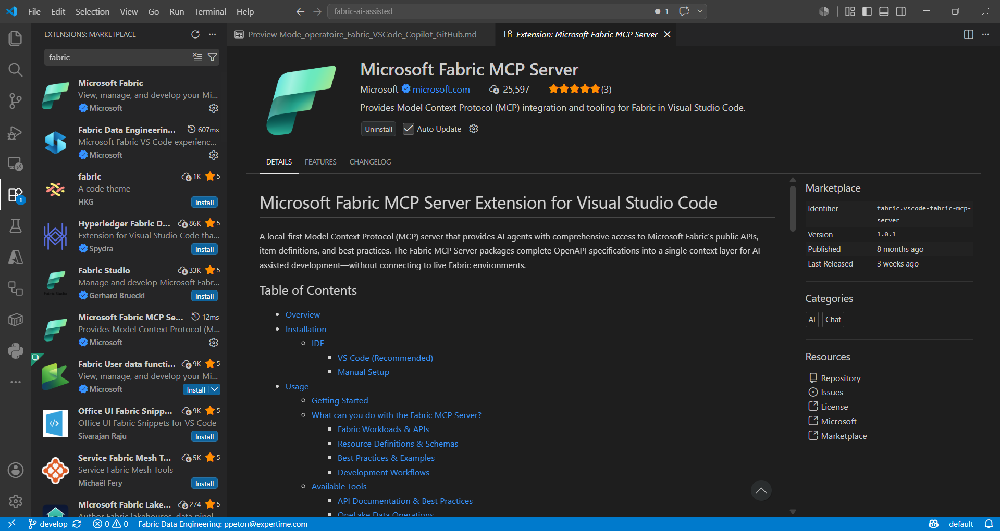 File Edit Selection View Go Run Terminal Help
fabric-ai-assisted
1
EXTENSIONS: MARKETPLACE
fabric
Microsoft Fabric
View, manage, and develop your Mi...
Microsoft
Fabric Data Engineerin... 607ms
Microsoft Fabric VS Code experienc...
Microsoft
fabric 1K 5
A code theme
HKG Install
Hyperledger Fabric D... 86K 5
Extension for Visual Studio Code tha...
Spydra Install
Fabric Studio 33K 5
Manage and develop Microsoft Fabr...
Gerhard Brueckl Install
Fabric Studio
Microsoft Fabric MCP Se... 12ms
Provides Model Context Protocol (M...
Microsoft
Fabric User data functi... 9K 5
View, manage, and develop your Mi...
Microsoft Install
Office UI Fabric Snipp... 9K 5
Office UI Fabric Snippets for VS Code
Sivarajan Raju Install
Service Fabric Mesh T... 5K 5
Service Fabric Mesh Tools
Michaël Fery Install
Microsoft Fabric Lake... 274 5
Author Fabric lakehouses, data pipel...
1
Preview Mode_operatoire_Fabric_VSCode_Copilot_GitHub.md
Extension: Microsoft Fabric MCP Server
Microsoft Fabric MCP Server
Microsoft microsoft.com 25,597 (3)
Provides Model Context Protocol (MCP) integration and tooling for Fabric in Visual Studio Code.
Uninstall Auto Update
DETAILS FEATURES CHANGELOG
Microsoft Fabric MCP Server Extension for Visual Studio Code
A local-first Model Context Protocol (MCP) server that provides AI agents with comprehensive access to Microsoft Fabric's public APIs,
item definitions, and best practices. The Fabric MCP Server packages complete OpenAPI specifications into a single context layer for AI-
assisted development—without connecting to live Fabric environments.
Table of Contents
Overview
Installation
IDE
VS Code (Recommended)
Manual Setup
Usage
Getting Started
What can you do with the Fabric MCP Server?
Fabric Workloads & APIs
Resource Definitions & Schemas
Best Practices & Examples
Development Workflows
Available Tools
API Documentation & Best Practices
OneLake Data Operations
Marketplace
Identifier fabric.vscode-fabric-mcp-
server
Version 1.0.1
Published 8 months ago
Last Released 3 weeks ago
Categories
AI Chat
Resources
Repository
Issues
License
Microsoft
Marketplace
develop 0 0 Fabric Data Engineering: ppeton@expertime.com default